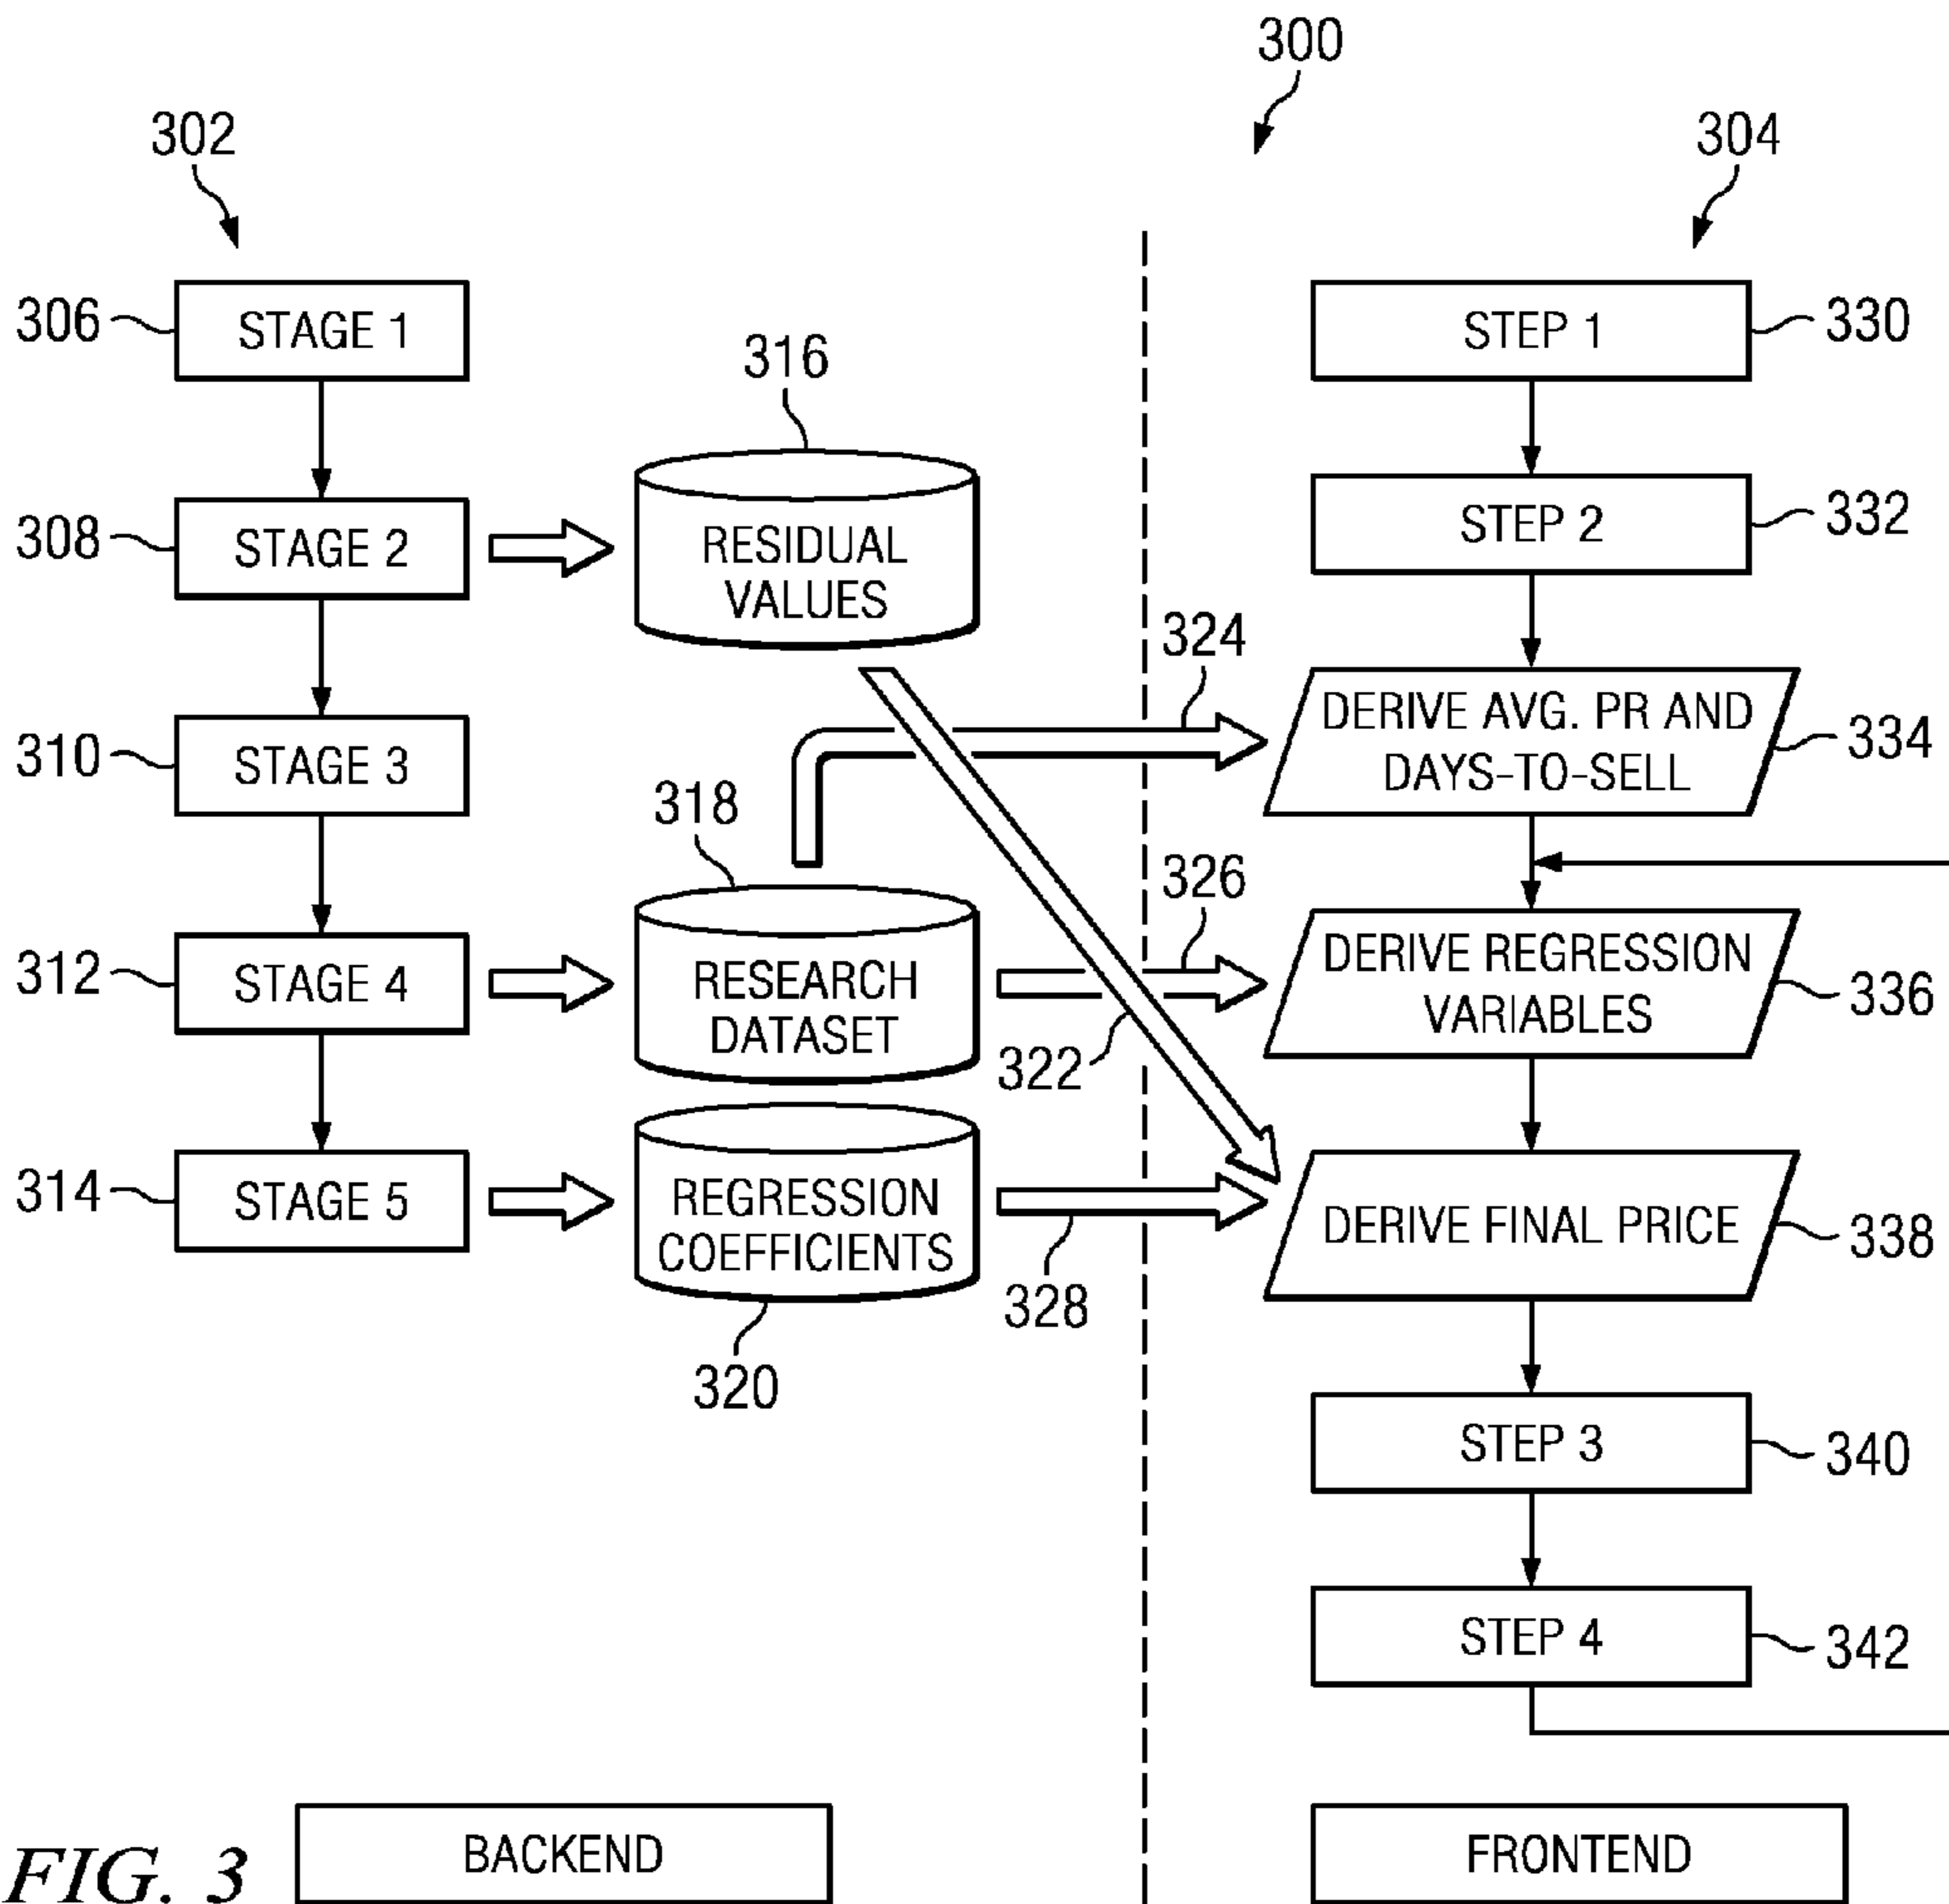 300
302
304
306
STAGE 1
316
STEP 1
330
308
STAGE 2
RESIDUAL
VALUES
STEP 2
332
324
310
STAGE 3
DERIVE AVG. PR AND
DAYS-TO-SELL
334
318
326
312
STAGE 4
RESEARCH
DATASET
322
DERIVE REGRESSION
VARIABLES
336
314
STAGE 5
REGRESSION
COEFFICIENTS
328
DERIVE FINAL PRICE
338
320
STEP 3
340
STEP 4
342
FIG. 3
BACKEND
FRONTEND